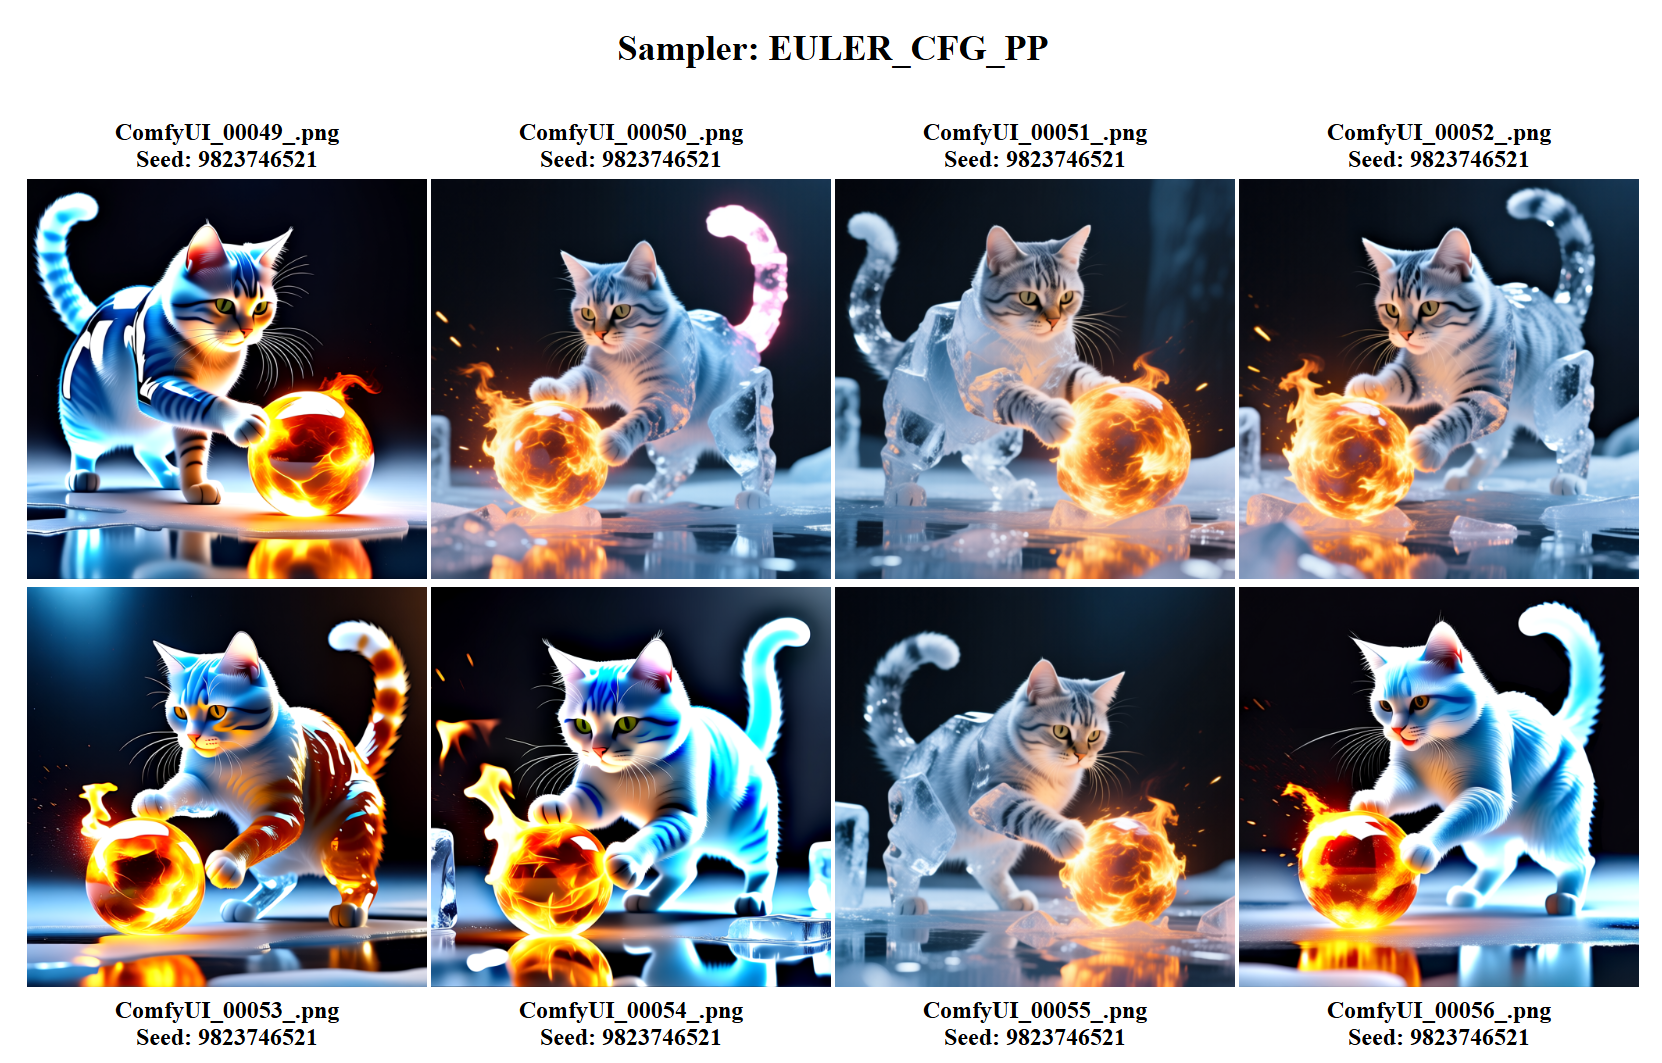 Sampler: EULER_CFG_PP
ComfyUI_00049_.png
Seed: 9823746521
ComfyUI_00050_.png
Seed: 9823746521
ComfyUI_00051_.png
Seed: 9823746521
ComfyUI_00052_.png
Seed: 9823746521
ComfyUI_00053_.png
Seed: 9823746521
ComfyUI_00054_.png
Seed: 9823746521
ComfyUI_00055_.png
Seed: 9823746521
ComfyUI_00056_.png
Seed: 9823746521